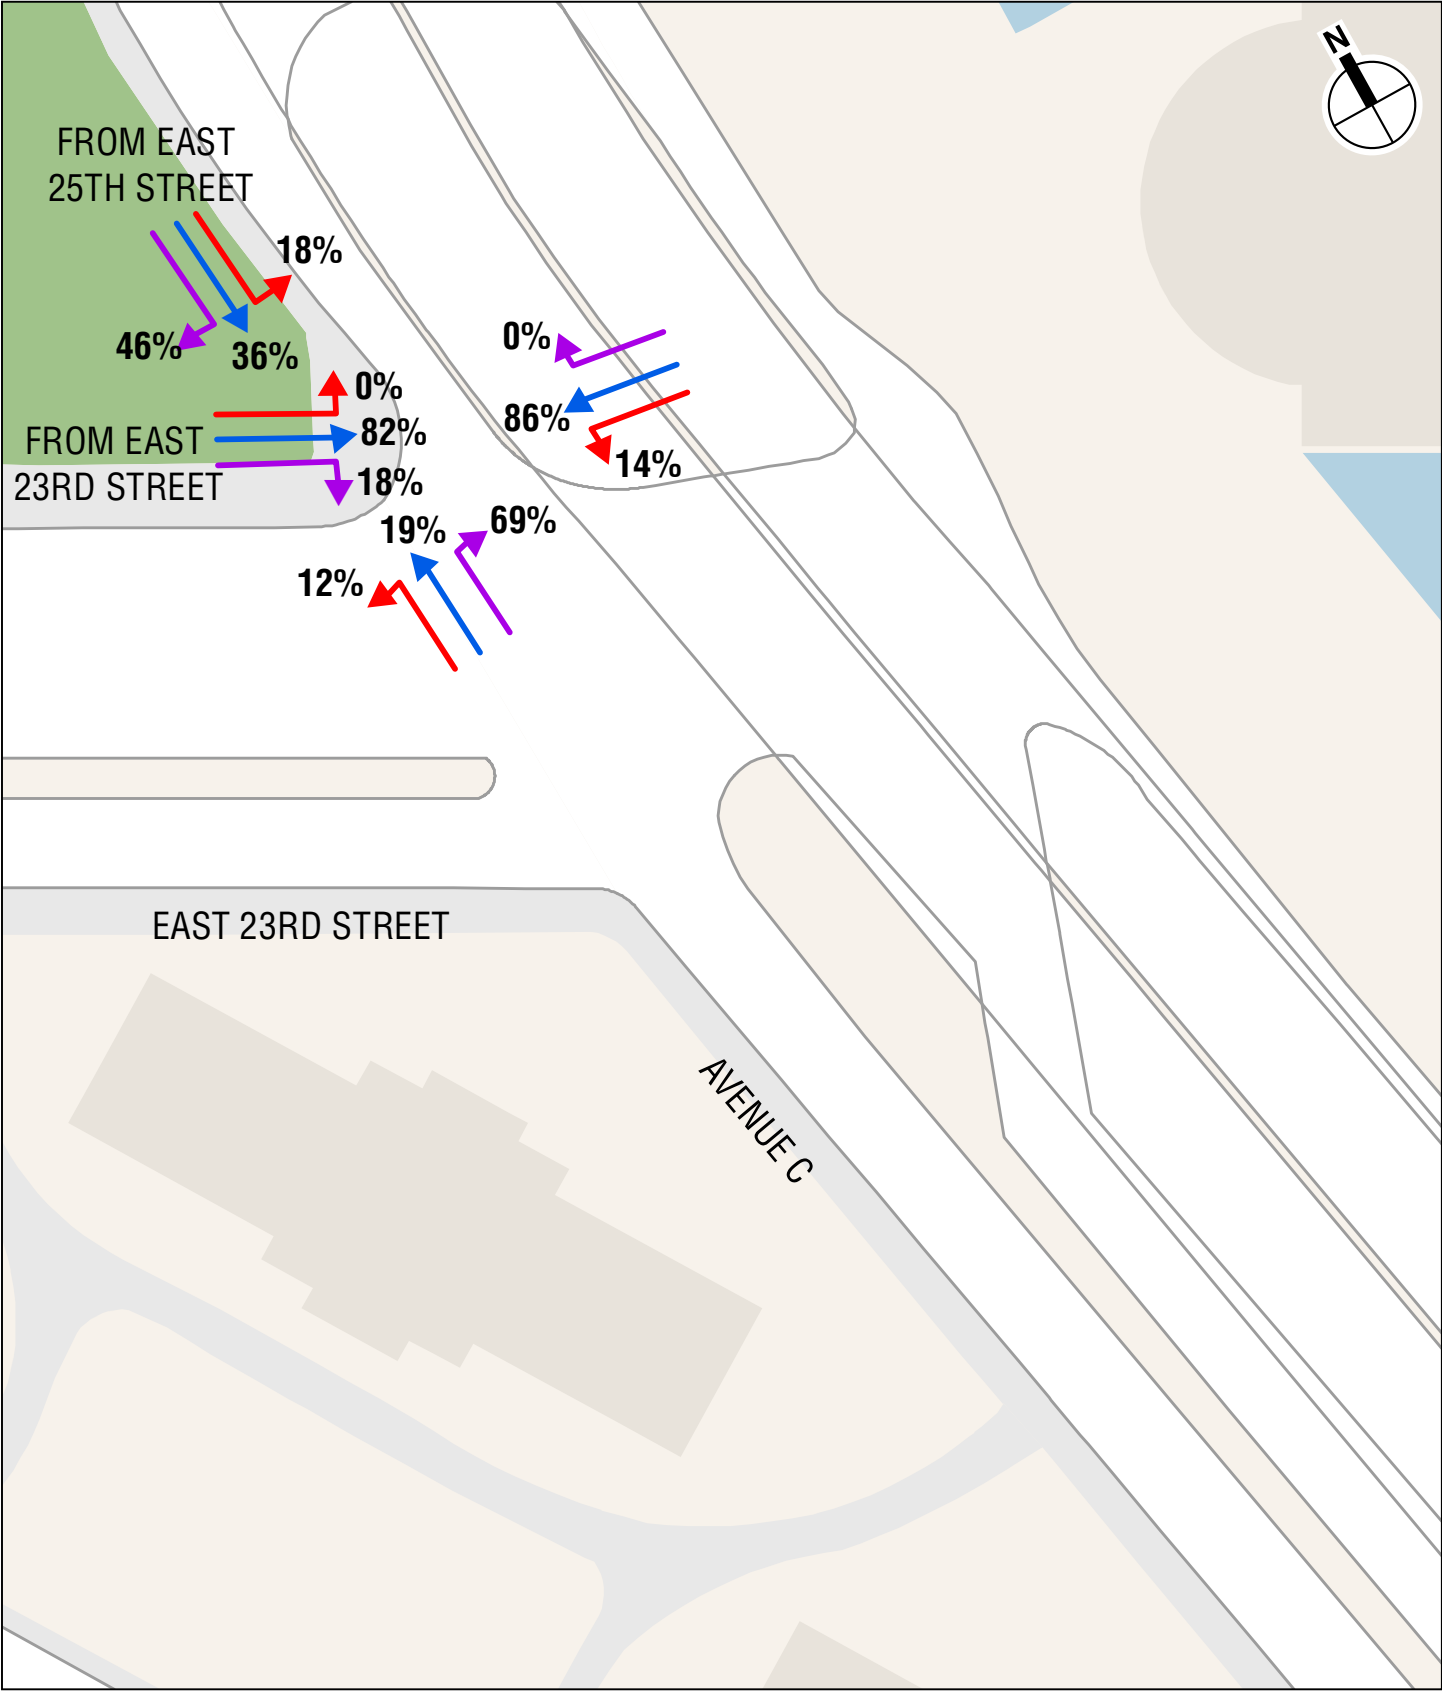 N
FROM EAST
25TH STREET
18%
46%
36%
0%
86%
14%
0%
FROM EAST
82%
23RD STREET
18%
19%
69%
12%
EAST 23RD STREET
AVENUE C